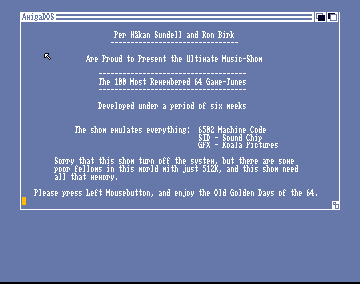 AmigaDOS
Per Håkan Sundell and Ron Birk
Are Proud to Present the Ultimate Music-Show
The 100 Most Remembered 64 Game-Tunes
Developed under a period of six weeks
The show emulates everything: 6502 Machine Code
SID - Sound Chip
GFX - Koala Pictures
Sorry that this show turn off the system, but there are some
poor fellows in this world with just 512K, and this show need
all that memory.
Please press Left Mousebutton, and enjoy the Old Golden Days of the 64.